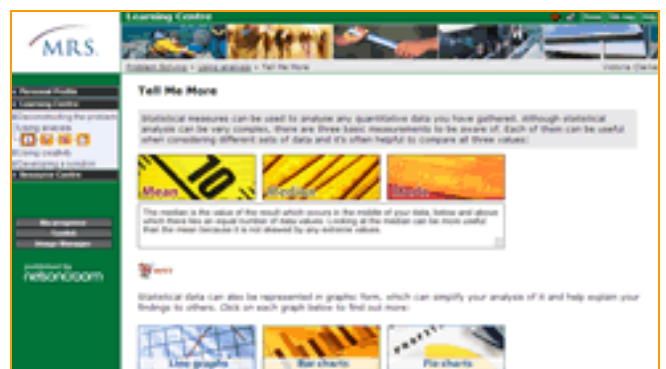 Learning Centre
Home | Site map | Help
MRS.
Problem Solving > Using analysis > Tell Me More
Victoria Clarke
Personal Profile
Learning Centre
Deconstructing the problem
Using analysis
Using creativity
Developing a solution
Resource Centre
My progress
Toolkit
Image Manager
published by
nelsoncroom
Tell Me More
Statistical measures can be used to analyse any quantitative data you have gathered. Although statistical
analysis can be very complex, there are three basic measurements to be aware of. Each of them can be useful
when considering different sets of data and it's often helpful to compare all three values:
Mean
Median
Mode
The median is the value of the result which occurs in the middle of your data, below and above
which there lies an equal number of data values. Looking at the median can be more useful
than the mean because it is not skewed by any extreme values.
Statistical data can also be represented in graphic form, which can simplify your analysis of it and help explain your
findings to others. Click on each graph below to find out more:
Line graphs
Bar charts
Pie charts